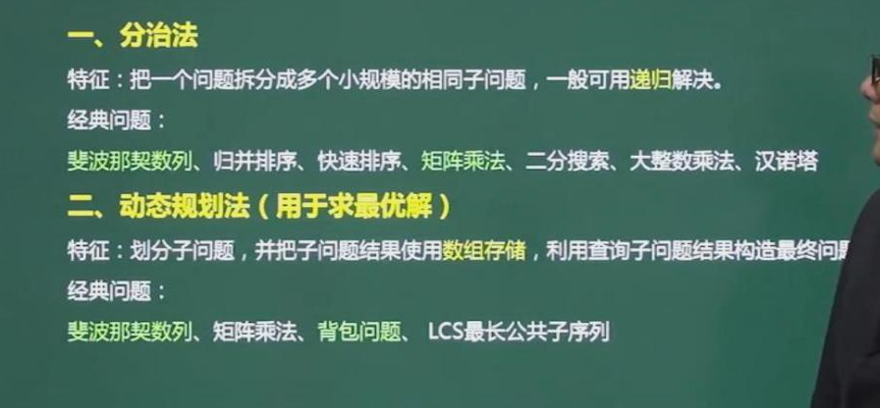 一、分治法
特征：把一个问题拆分成多个小规模的相同子问题，一般可用递归解决。
经典问题：
斐波那契数列、归并排序、快速排序、矩阵乘法、二分搜索、大整数乘法、汉诺塔
二、动态规划法（用于求最优解）
特征：划分子问题，并把子问题结果使用数组存储，利用查询子问题结果构造最终问
经典问题：
斐波那契数列、矩阵乘法、背包问题、 LCS最长公共子序列